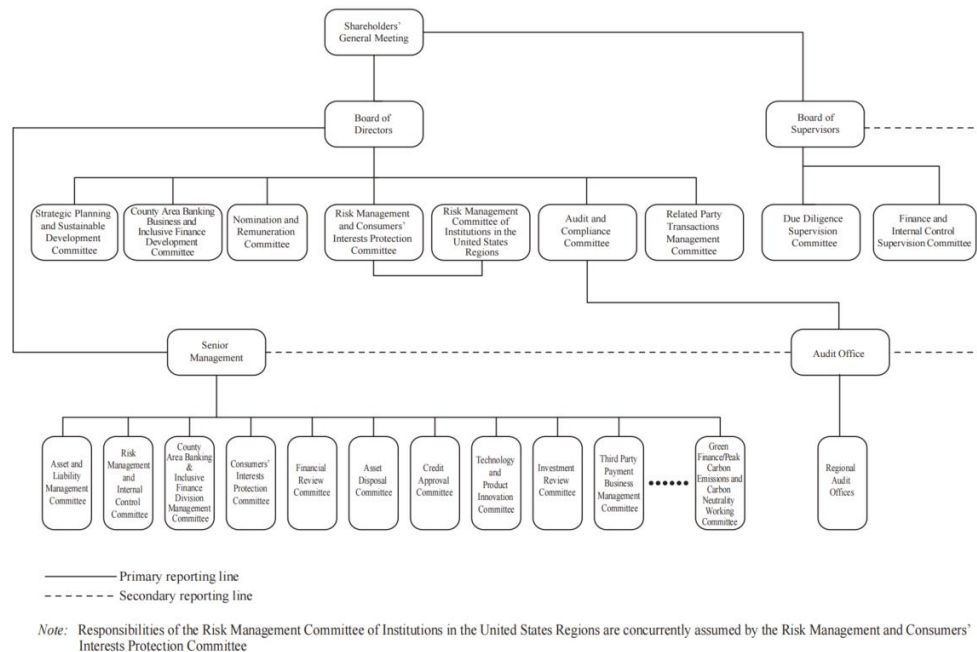 Shareholders'
General Meeting
Board of
Directors
Board of
Supervisors
Strategic Planning
and Sustainable
Development
Committee
County Area Banking
Business and
Inclusive Finance
Development
Committee
Nomination and
Remuneration
Committee
Risk Management
and Consumers'
Interests Protection
Committee
Risk Management
Committee of
Institutions in the
United States
Regions
Audit and
Compliance
Committee
Related Party
Transactions
Management
Committee
Due Diligence
Supervision
Committee
Finance and
Internal Control
Supervision Committee
Senior
Management
Audit Office
Asset and
Liability
Management
Committee
Risk
Management
and
Internal
Control
Committee
County
Area Banking
&
Inclusive
Finance
Division
Management
Committee
Consumers'
Interests
Protection
Committee
Financial
Review
Committee
Asset
Disposal
Committee
Credit
Approval
Committee
Technology
and
Product
Innovation
Committee
Investment
Review
Committee
Third Party
Payment
Business
Management
Committee
Green
Finance/Peak
Carbon
Emissions and
Carbon
Neutrality
Working
Committee
Regional
Audit
Offices
Primary reporting line
Secondary reporting line
Note: Responsibilities of the Risk Management Committee of Institutions in the United States Regions are concurrently assumed by the Risk Management and Consumers'
Interests Protection Committee